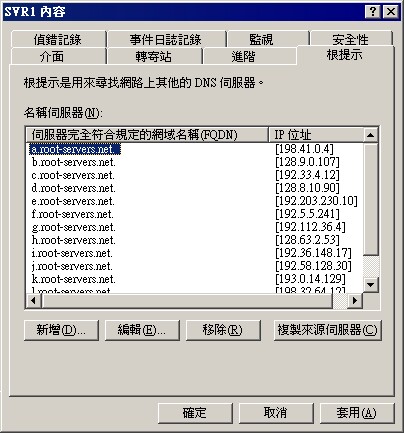 SVR1 內容
偵錯記錄 事件日誌記錄 監視 安全性
介面 轉寄站 進階 根提示
根提示是用來尋找網路上其他的 DNS 伺服器。
名稱伺服器(N):
伺服器完全符合規定的網域名稱(FQDN) IP 位址
a.root-servers.net. [198.41.0.4]
b.root-servers.net. [128.9.0.107]
c.root-servers.net. [192.33.4.12]
d.root-servers.net. [128.8.10.90]
e.root-servers.net. [192.203.230.10]
f.root-servers.net. [192.5.5.241]
g.root-servers.net. [192.112.36.4]
h.root-servers.net. [128.63.2.53]
i.root-servers.net. [192.36.148.17]
j.root-servers.net. [192.58.128.30]
k.root-servers.net. [193.0.14.129]
l.root-servers.net. [198.32.64.12]
新增(D)... 編輯(E)... 移除(R) 複製來源伺服器(C)
確定 取消 套用(A)